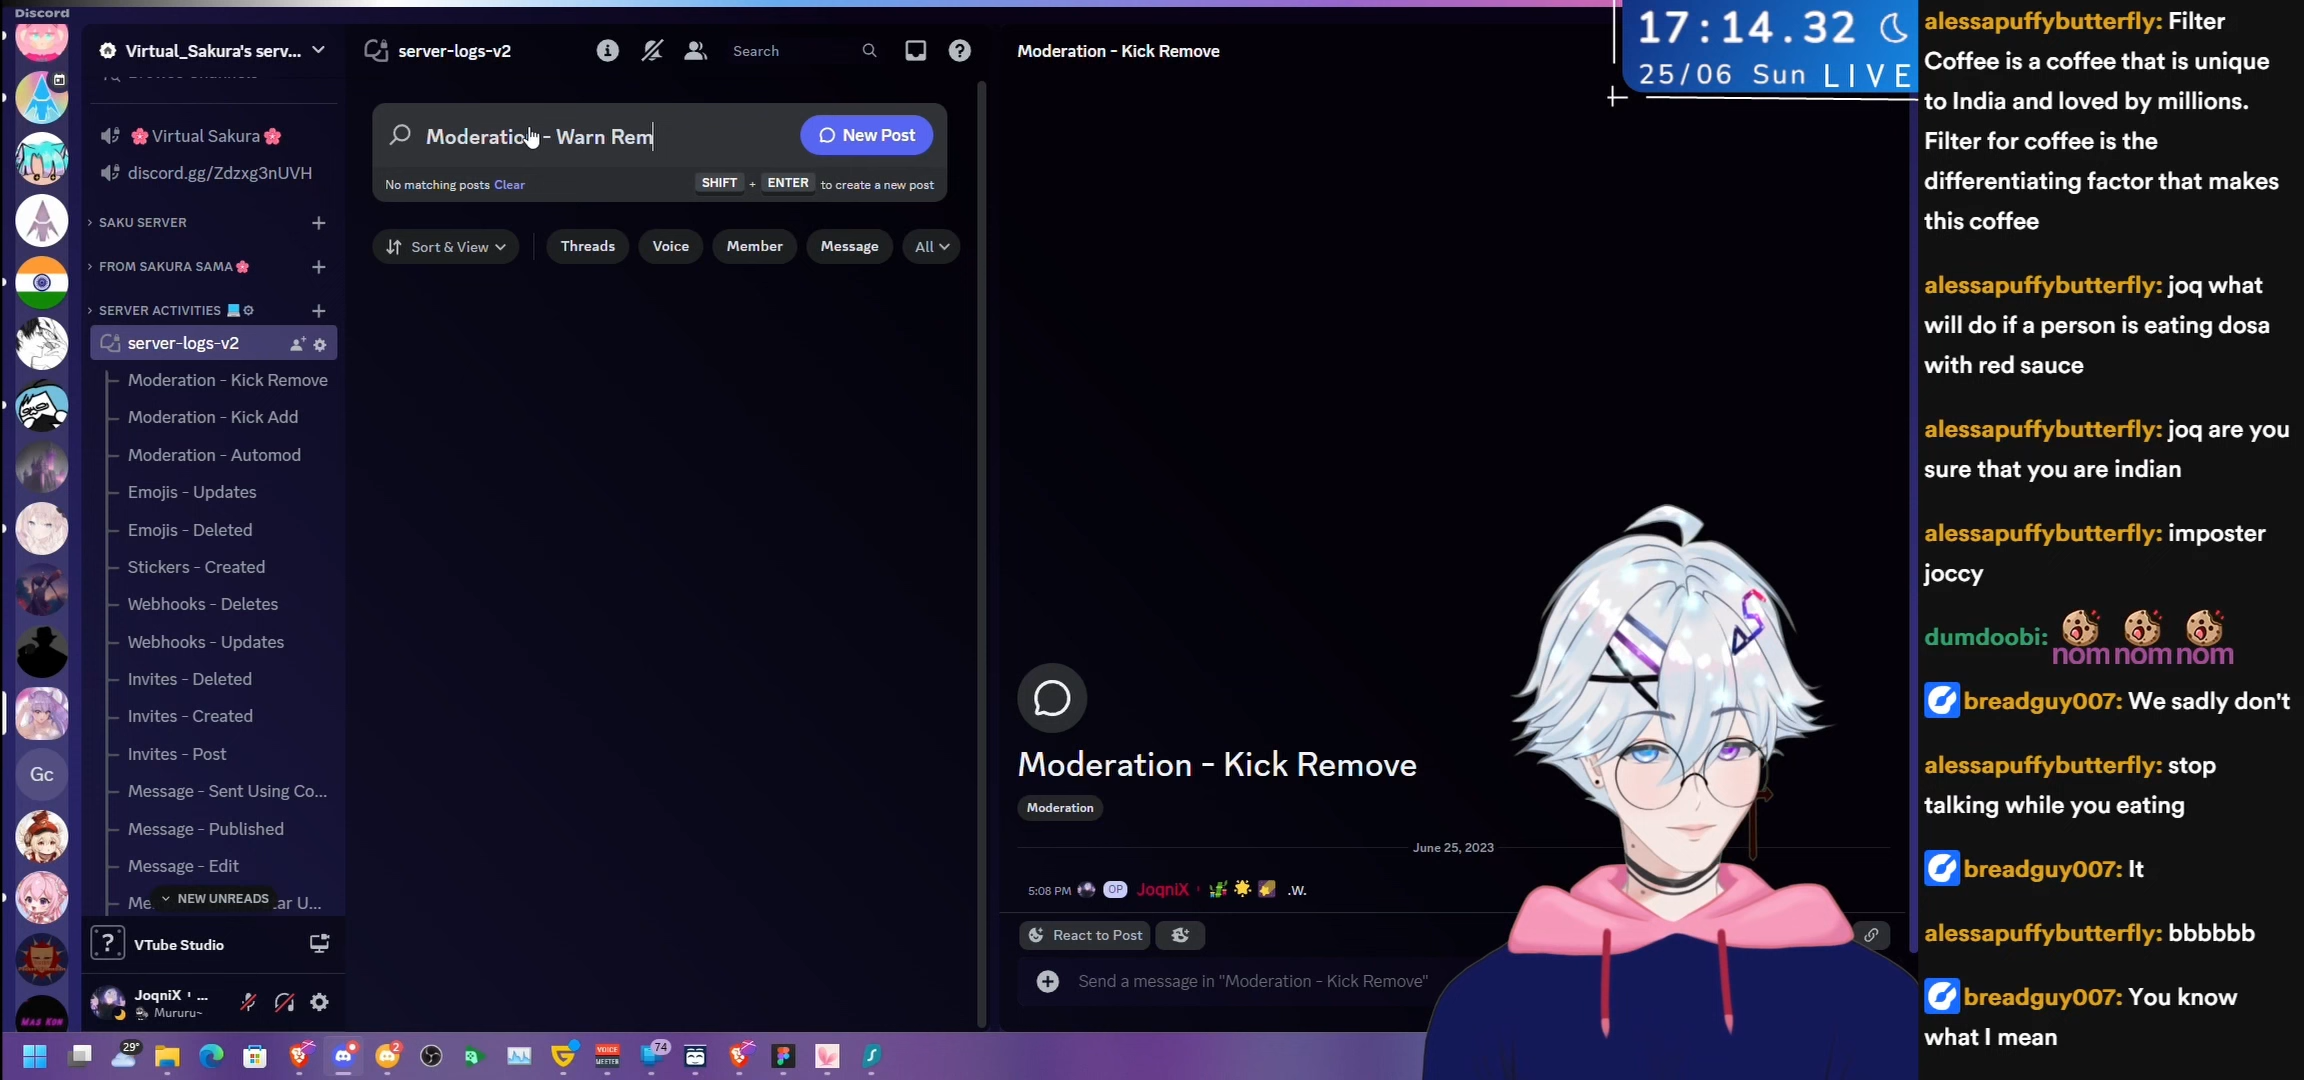 Discord
Virtual_Sakura's serv...
🌸Virtual Sakura🌸
discord.gg/Zdzxg3nUVH
SAKU SERVER
FROM SAKURA SAMA🌸
SERVER ACTIVITIES 💻⚙
server-logs-v2
Moderation - Kick Remove
Moderation - Kick Add
Moderation - Automod
Emojis - Updates
Emojis - Deleted
Stickers - Created
Webhooks - Deletes
Webhooks - Updates
Invites - Deleted
Invites - Created
Invites - Post
Message - Sent Using Co...
Message - Published
Message - Edit
NEW UNREADS
VTube Studio
JoqniX ...
Mururu~
Gc
MAS KON
server-logs-v2
Search
Moderation - Warn Rem
New Post
No matching posts Clear
SHIFT + ENTER to create a new post
Sort & View
Threads
Voice
Member
Message
All
Moderation - Kick Remove
Moderation - Kick Remove
Moderation
June 25, 2023
5:08 PM OP JoqniX .w.
React to Post
Send a message in "Moderation - Kick Remove"
17:14.32
25/06 Sun LIVE
alessapuffybutterfly: Filter
Coffee is a coffee that is unique
to India and loved by millions.
Filter for coffee is the
differentiating factor that makes
this coffee
alessapuffybutterfly: joq what
will do if a person is eating dosa
with red sauce
alessapuffybutterfly: joq are you
sure that you are indian
alessapuffybutterfly: imposter
joccy
dumdoobi: nom nom nom
breadguy007: We sadly don't
alessapuffybutterfly: stop
talking while you eating
breadguy007: It
alessapuffybutterfly: bbbbbb
breadguy007: You know
what I mean
29°
2
VOICE
MEETER
74